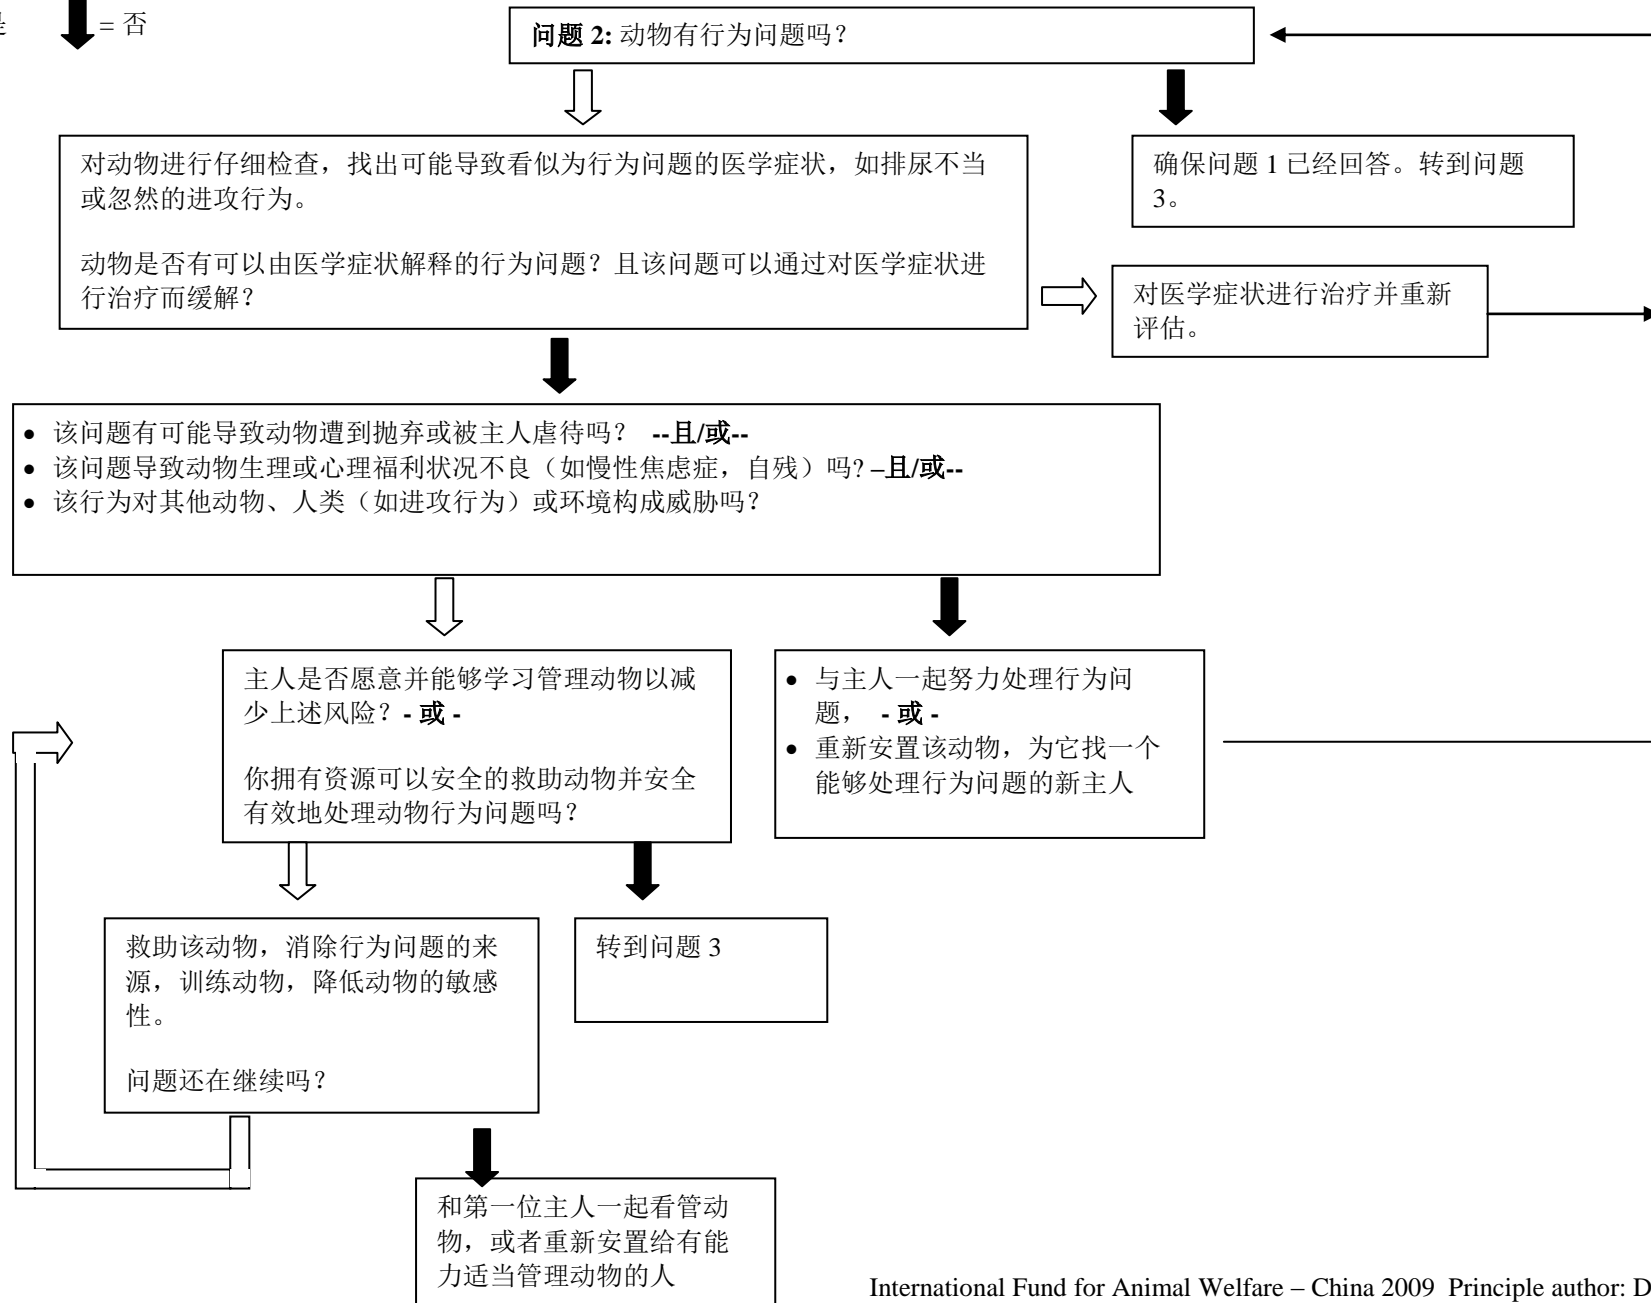 是 = 否
问题 2: 动物有行为问题吗？
对动物进行仔细检查，找出可能导致看似为行为问题的医学症状，如排尿不当
或忽然的进攻行为。
动物是否有可以由医学症状解释的行为问题？且该问题可以通过对医学症状进
行治疗而缓解？
确保问题 1 已经回答。转到问题
3。
对医学症状进行治疗并重新
评估。
• 该问题有可能导致动物遭到抛弃或被主人虐待吗？ --且/或--
• 该问题导致动物生理或心理福利状况不良（如慢性焦虑症，自残）吗? –且/或--
• 该行为对其他动物、人类（如进攻行为）或环境构成威胁吗？
主人是否愿意并能够学习管理动物以减
少上述风险？- 或 -
你拥有资源可以安全的救助动物并安全
有效地处理动物行为问题吗？
• 与主人一起努力处理行为问
题， - 或 -
• 重新安置该动物，为它找一个
能够处理行为问题的新主人
救助该动物，消除行为问题的来
源，训练动物，降低动物的敏感
性。
问题还在继续吗？
转到问题 3
和第一位主人一起看管动
物，或者重新安置给有能
力适当管理动物的人
International Fund for Animal Welfare – China 2009 Principle author: D